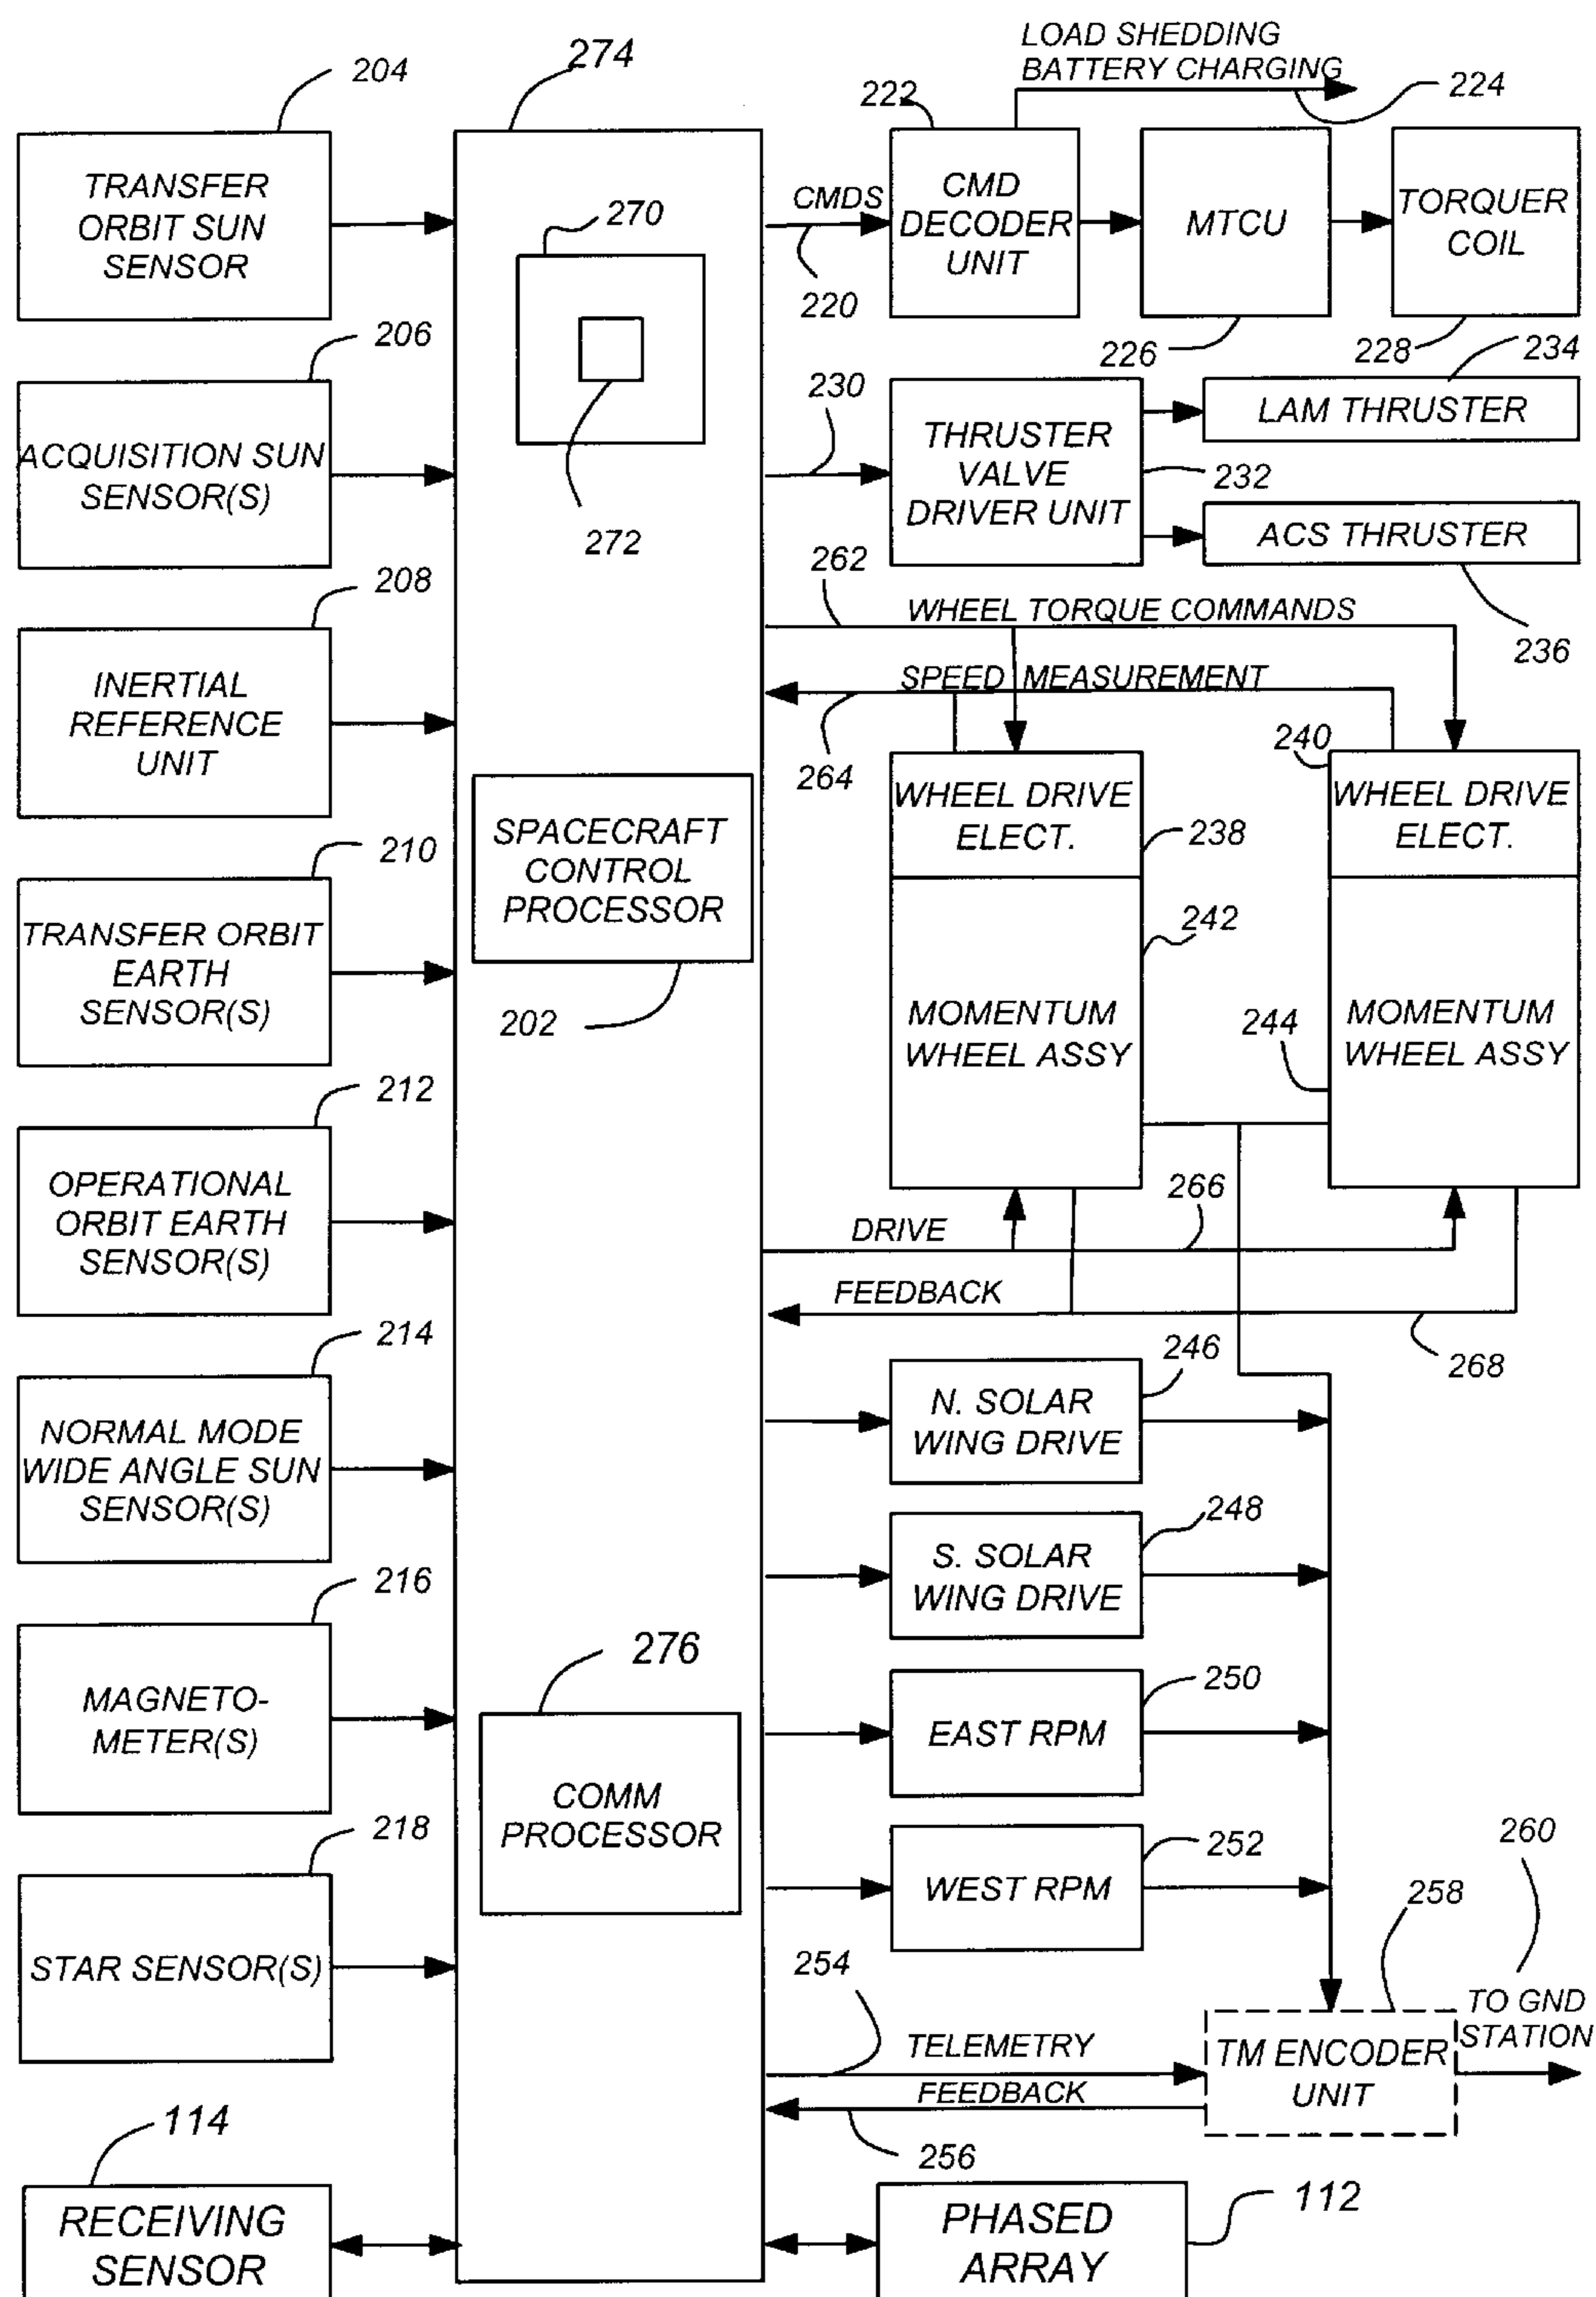 274
LOAD SHEDDING
BATTERY CHARGING
204
222
224
TRANSFER
ORBIT SUN
SENSOR
CMDS
220
CMD
DECODER
UNIT
MTCU
TORQUER
COIL
270
226
228
234
206
272
230
ACQUISITION SUN
SENSOR(S)
THRUSTER
VALVE
DRIVER UNIT
232
LAM THRUSTER
ACS THRUSTER
236
208
262
WHEEL TORQUE COMMANDS
INERTIAL
REFERENCE
UNIT
SPEED MEASUREMENT
264
240
WHEEL DRIVE
ELECT.
238
WHEEL DRIVE
ELECT.
SPACECRAFT
CONTROL
PROCESSOR
202
210
TRANSFER ORBIT
EARTH
SENSOR(S)
242
MOMENTUM
WHEEL ASSY
244
MOMENTUM
WHEEL ASSY
212
OPERATIONAL
ORBIT EARTH
SENSOR(S)
266
DRIVE
FEEDBACK
268
214
NORMAL MODE
WIDE ANGLE SUN
SENSOR(S)
246
N. SOLAR
WING DRIVE
248
S. SOLAR
WING DRIVE
216
MAGNETO-
METER(S)
276
COMM
PROCESSOR
250
EAST RPM
252
WEST RPM
218
STAR SENSOR(S)
260
258
254
TO GND
STATION
TELEMETRY
TM ENCODER
UNIT
FEEDBACK
256
114
RECEIVING
SENSOR
PHASED
ARRAY
112